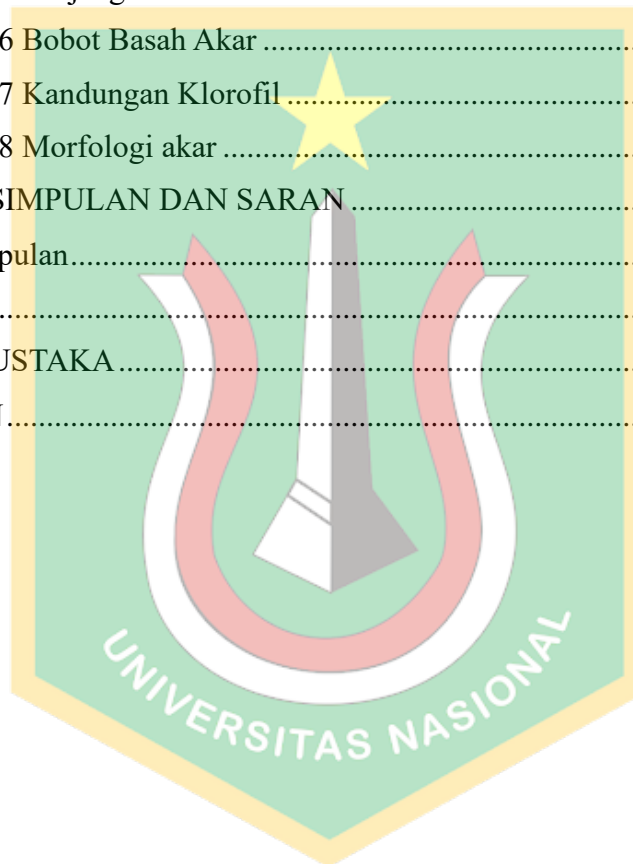 6 Bobot Basah Akar ................................................
7 Kandungan Klorofil .............................................
8 Morfologi akar ....................................................
SIMPULAN DAN SARAN ....................................
pulan......................................................................
..............................................................................
USTAKA ................................................................
..............................................................................
UNIVERSITAS NASIONAL